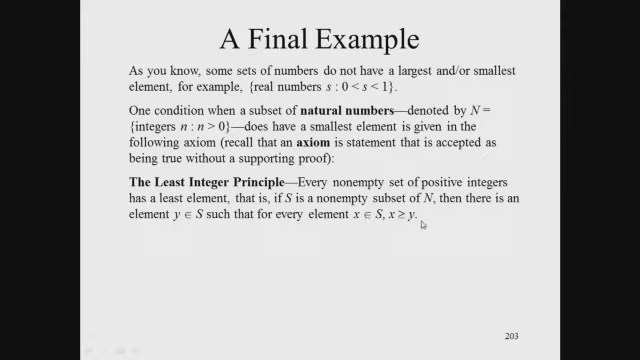 A Final Example
As you know, some sets of numbers do not have a largest and/or smallest
element, for example, {real numbers s : 0 < s < 1}.
One condition when a subset of natural numbers—denoted by N =
{integers n : n > 0}—does have a smallest element is given in the
following axiom (recall that an axiom is statement that is accepted as
being true without a supporting proof):
The Least Integer Principle—Every nonempty set of positive integers
has a least element, that is, if S is a nonempty subset of N, then there is an
element y ∈ S such that for every element x ∈ S, x ≥ y.
203